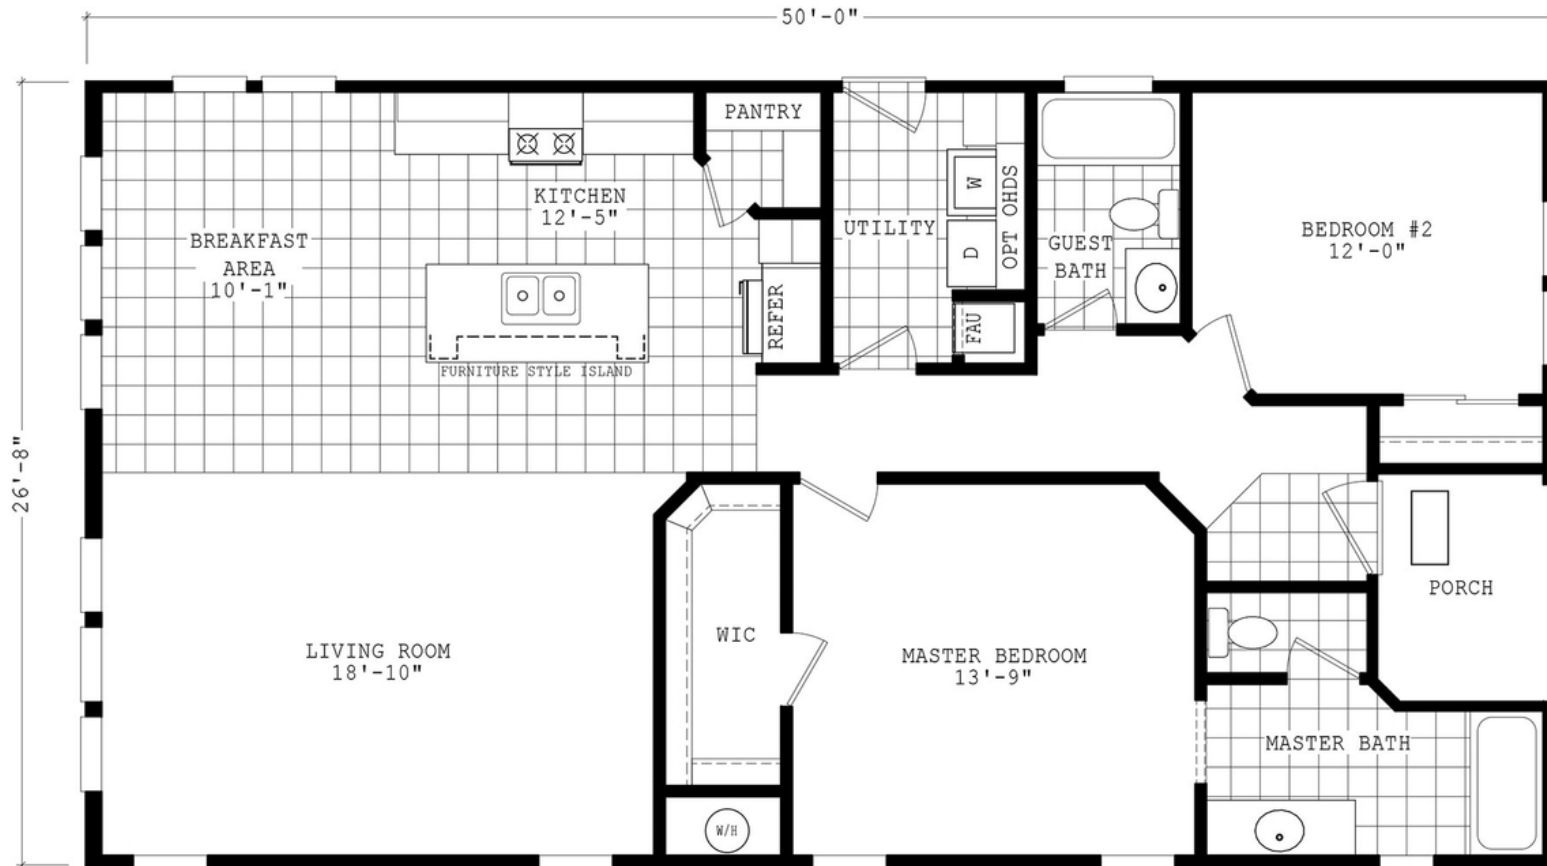 50'-0"
26'-8"
PANTRY
KITCHEN
12'-5"
BREAKFAST
AREA
10'-1"
REFER
FURNITURE STYLE ISLAND
UTILITY
W
D
OPT OHDS
FAU
GUEST
BATH
BEDROOM #2
12'-0"
LIVING ROOM
18'-10"
WIC
W/H
MASTER BEDROOM
13'-9"
PORCH
MASTER BATH